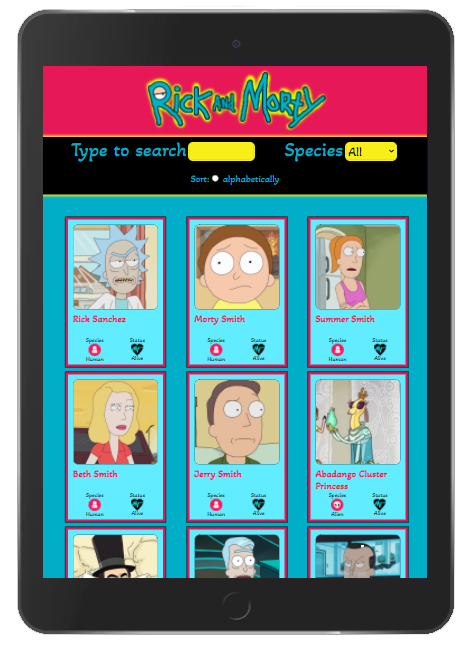 Rick and Morty
Type to search Species All
Sort: alphabetically
Rick Sanchez Morty Smith Summer Smith
Species Status Species Status Species Status
Human Alive Human Alive Human Alive
Beth Smith Jerry Smith Abadango Cluster
Princess
Species Status Species Status Species Status
Human Alive Human Alive Alien Alive